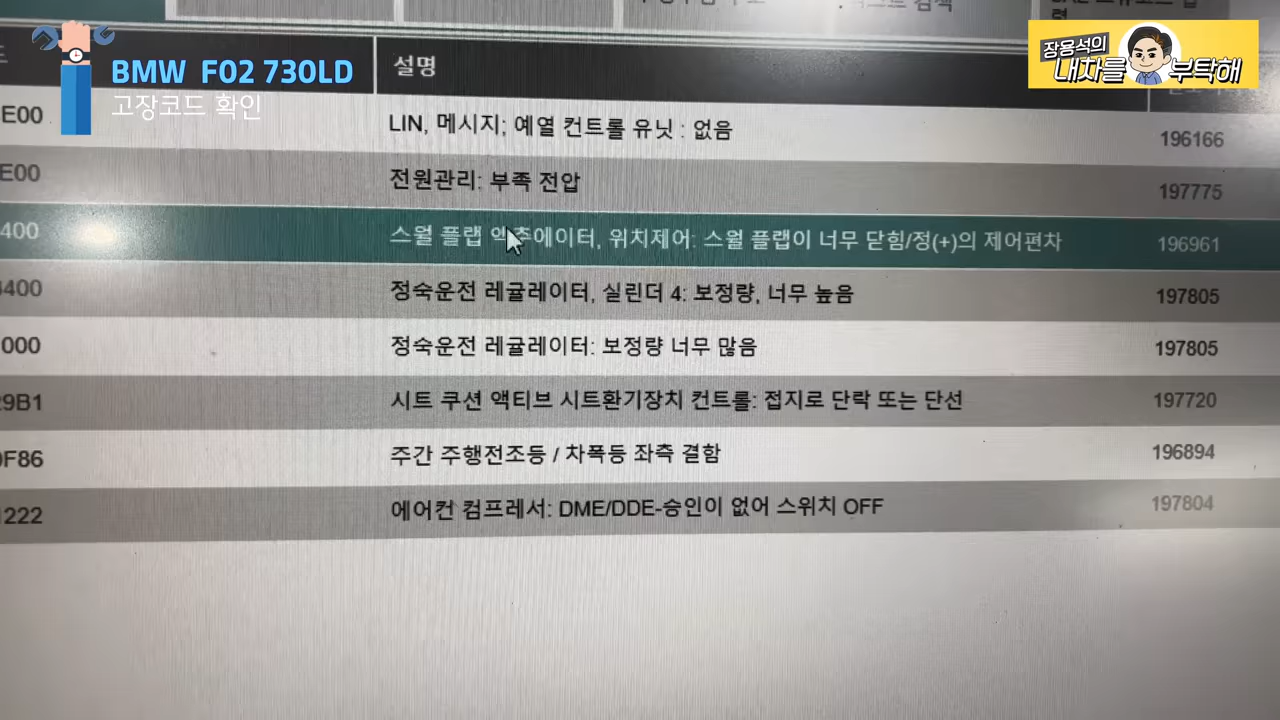 검색
BMW F02 730LD
고장코드 확인
장용석의
내차를 부탁해
설명
E00 LIN, 메시지; 예열 컨트롤 유닛 : 없음 196166
E00 전원관리: 부족 전압 197775
400 스월 플랩 액추에이터, 위치제어: 스월 플랩이 너무 닫힘/정(+)의 제어편차 196961
400 정숙운전 레귤레이터, 실린더 4: 보정량, 너무 높음 197805
000 정숙운전 레귤레이터: 보정량 너무 많음 197805
29B1 시트 쿠션 액티브 시트환기장치 컨트롤: 접지로 단락 또는 단선 197720
0F86 주간 주행전조등 / 차폭등 좌측 결함 196894
1222 에어컨 컴프레서: DME/DDE-승인이 없어 스위치 OFF 197804